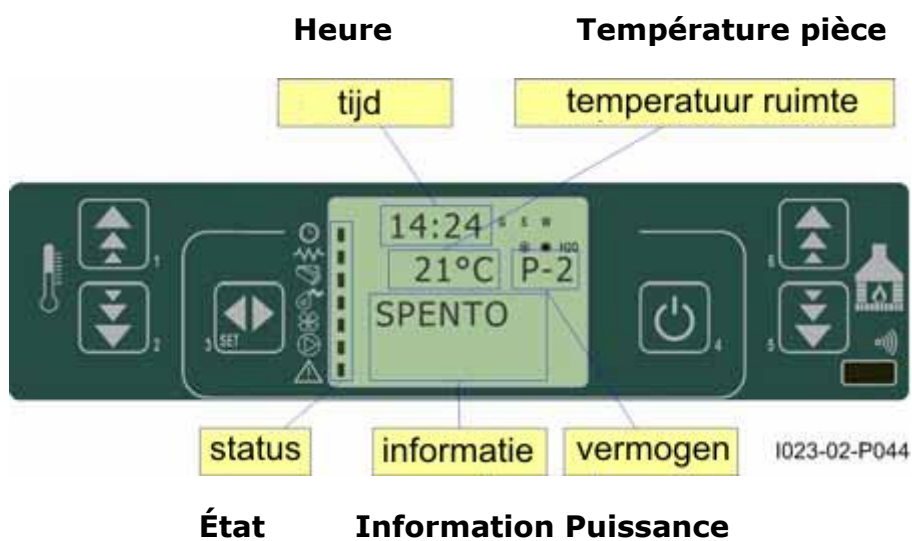 Heure Température pièce
tijd temperatuur ruimte
14:24 G S W
100
21°C P-2
SPENTO
1
2
3 SET
4
6
5
status informatie vermogen I023-02-P044
État Information Puissance